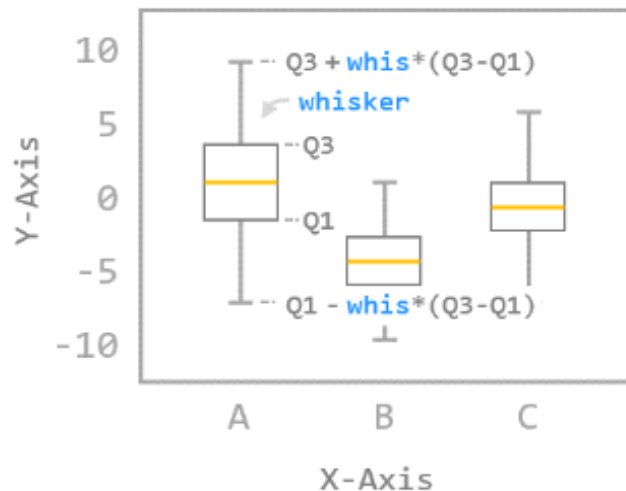 10
Q3 + whis*(Q3-Q1)
whisker
5
Q3
Y-Axis
0
Q1
-5
Q1 - whis*(Q3-Q1)
-10
A B C
X-Axis